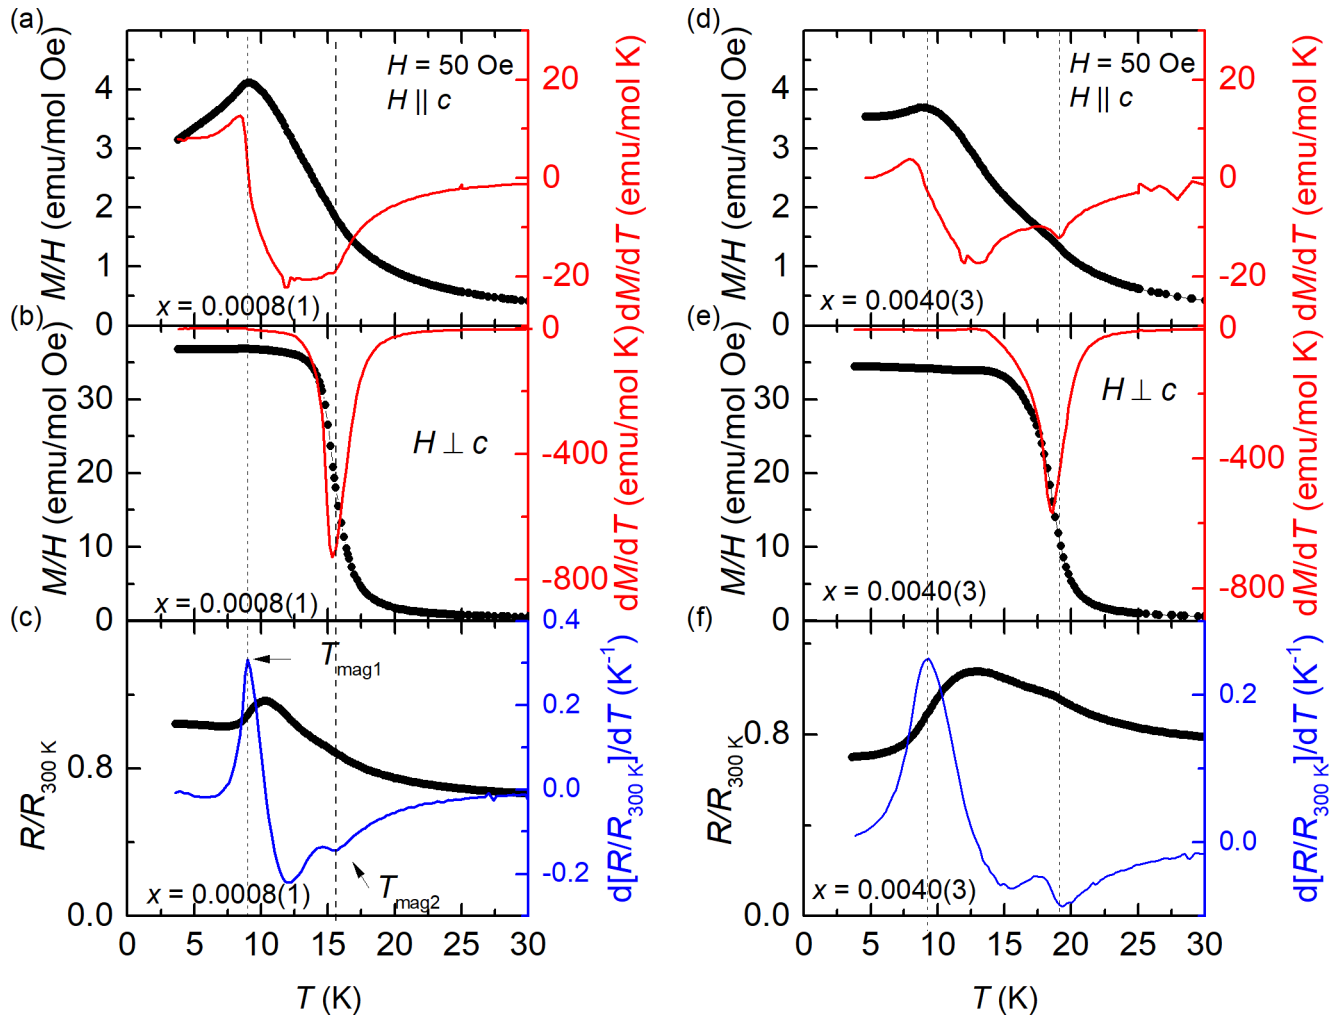 (a)
M/H (emu/mol Oe)
4
3
2
1
0
H = 50 Oe
H || c
x = 0.0008(1)
20
0
-20
dM/dT (emu/mol K)
(b)
M/H (emu/mol Oe)
30
20
10
0
H ⊥ c
x = 0.0008(1)
0
-400
-800
dM/dT (emu/mol K)
(c)
R/R300 K
0.8
0.0
Tmag1
Tmag2
x = 0.0008(1)
0.4
0.2
0.0
-0.2
d[R/R300 K]/dT (K-1)
0 5 10 15 20 25 30
T (K)
(d)
M/H (emu/mol Oe)
4
3
2
1
0
H = 50 Oe
H || c
x = 0.0040(3)
20
0
-20
dM/dT (emu/mol K)
(e)
M/H (emu/mol Oe)
30
20
10
0
H ⊥ c
x = 0.0040(3)
0
-400
-800
dM/dT (emu/mol K)
(f)
R/R300 K
0.8
0.0
x = 0.0040(3)
0.2
0.0
d[R/R300 K]/dT (K-1)
0 5 10 15 20 25 30
T (K)